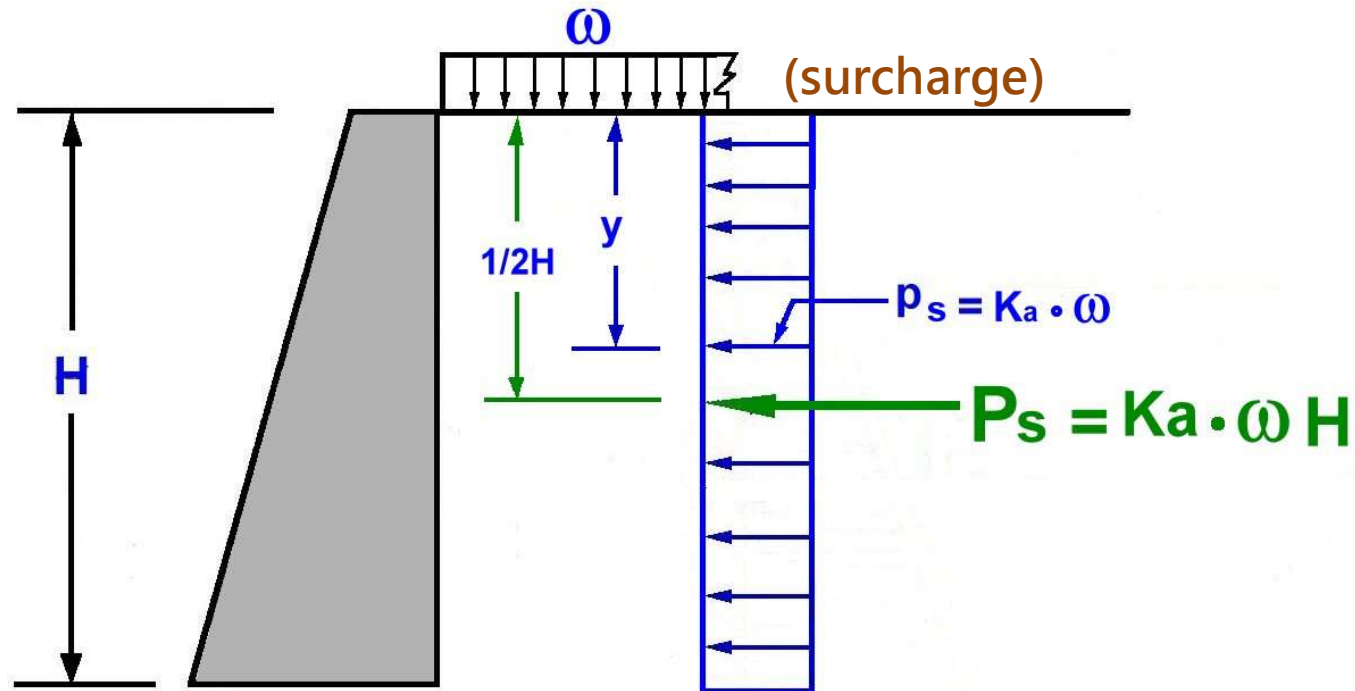 ω
(surcharge)
y
1/2H
ps = Ka • ω
H
Ps = Ka • ω H